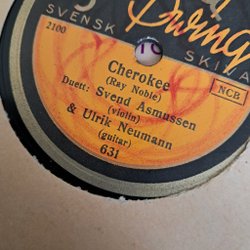 Swing
SVENSK SKIVA
2100
NCB
Cherokee
(Ray Noble)
Duett: Svend Asmussen
(violin)
& Ulrik Neumann
(guitar)
631